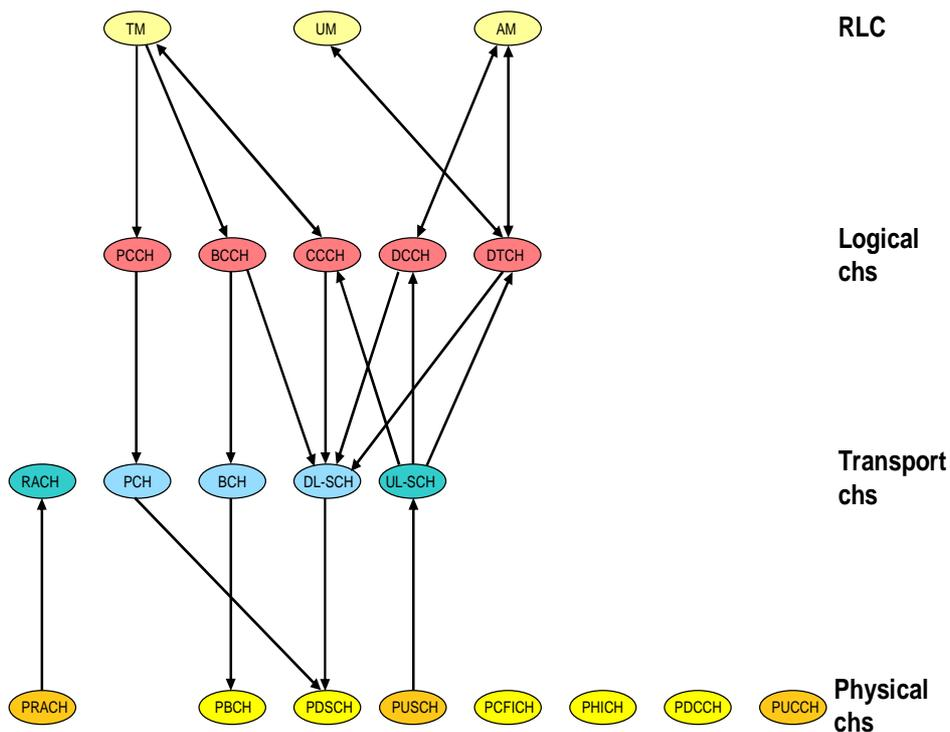 TM UM AM RLC
PCCH BCCH CCCH DCCH DTCH Logical
chs
RACH PCH BCH DL-SCH UL-SCH Transport
chs
PRACH PBCH PDSCH PUSCH PCFICH PHICH PDCCH PUCCH Physical
chs